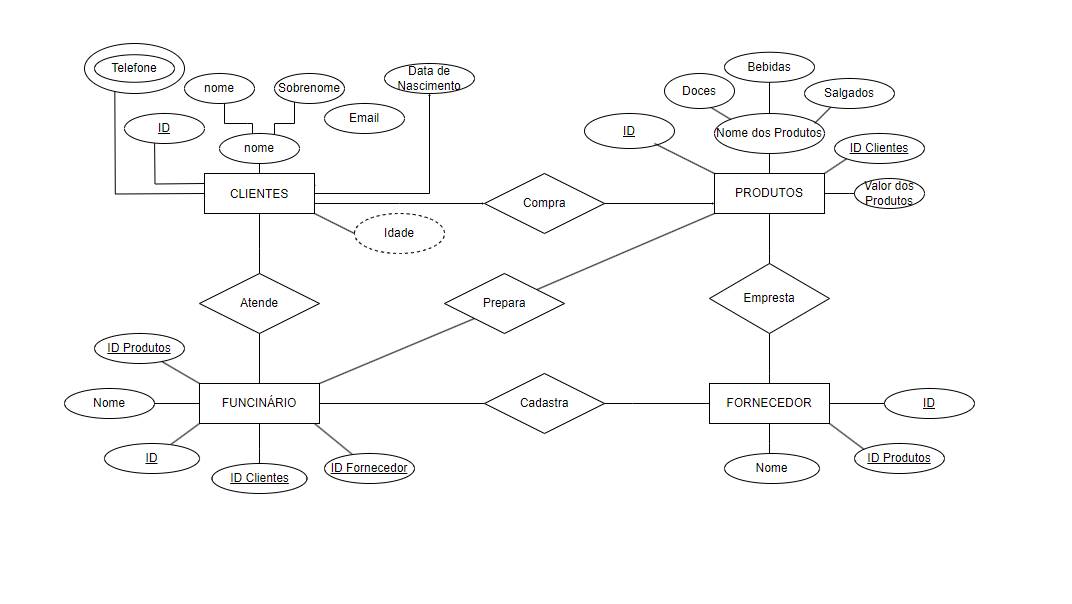 Telefone
nome
Sobrenome
Data de
Nascimento
ID
Email
nome
CLIENTES
Idade
Compra
Bebidas
Doces
Salgados
ID
Nome dos Produtos
ID Clientes
PRODUTOS
Valor dos
Produtos
Atende
Prepara
Empresta
ID Produtos
Nome
FUNCINÁRIO
ID
ID Clientes
ID Fornecedor
Cadastra
FORNECEDOR
ID
Nome
ID Produtos